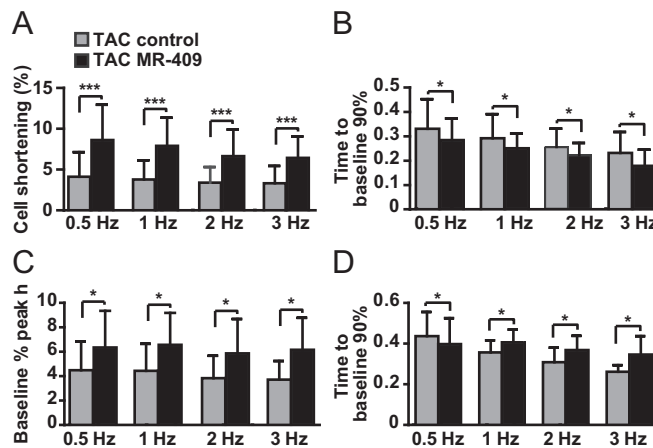 A
TAC control
TAC MR-409
Cell shortening (%)
15
10
5
0
***
***
***
***
0.5 Hz 1 Hz 2 Hz 3 Hz
B
Time to
baseline 90%
0.5
0.4
0.3
0.2
0.1
0
*
*
*
*
0.5 Hz 1 Hz 2 Hz 3 Hz
C
Baseline % peak h
10
8
6
4
2
0
*
*
*
*
0.5 Hz 1 Hz 2 Hz 3 Hz
D
Time to
baseline 90%
0.6
0.4
0.2
0
*
*
*
*
0.5 Hz 1 Hz 2 Hz 3 Hz